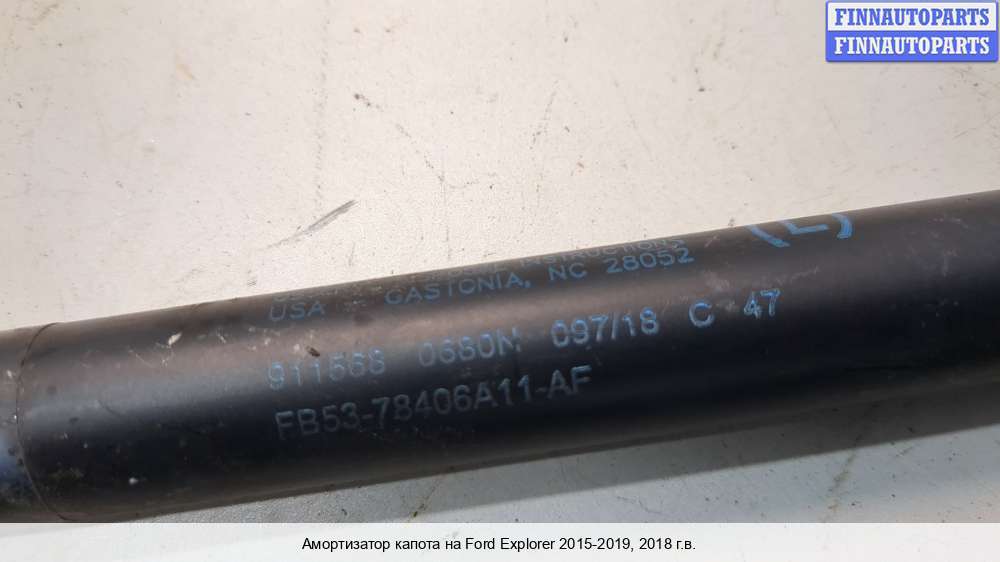 FINNAUTOPARTS
FINNAUTOPARTS
(L)
INSTRUCTIONS
USA - GASTONIA, NC 28052
911568 0680N 097/18 C 47
FB53-78406A11-AF
Амортизатор капота на Ford Explorer 2015-2019, 2018 г.в.